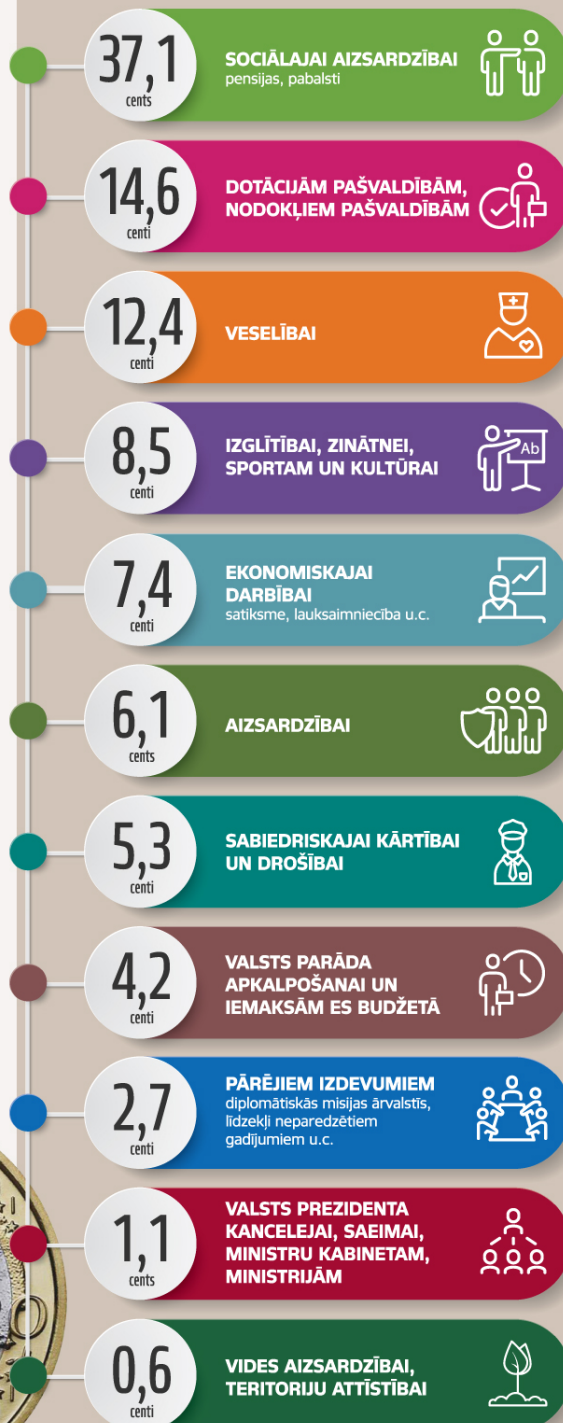 37,1
cents
SOCIĀLAJAI AIZSARDZĪBAI
pensijas, pabalsti
14,6
centi
DOTĀCIJĀM PAŠVALDĪBĀM,
NODOKĻIEM PAŠVALDĪBĀM
12,4
centi
VESELĪBAI
8,5
centi
IZGLĪTĪBAI, ZINĀTNEI,
SPORTAM UN KULTŪRAI
Ab
7,4
centi
EKONOMISKAJAI
DARBĪBAI
satiksme, lauksaimniecība u.c.
6,1
cents
AIZSARDZĪBAI
5,3
centi
SABIEDRISKAJAI KĀRTĪBAI
UN DROŠĪBAI
4,2
centi
VALSTS PARĀDA
APKALPOŠANAI UN
IEMAKSĀM ES BUDŽETĀ
2,7
centi
PĀRĒJIEM IZDEVUMIEM
diplomātiskās misijas ārvalstīs,
līdzekļi neparedzētiem
gadījumiem u.c.
1,1
cents
VALSTS PREZIDENTA
KANCELEJAI, SAEIMAI,
MINISTRU KABINETAM,
MINISTRIJĀM
0,6
centi
VIDES AIZSARDZĪBAI,
TERITORIJU ATTĪSTĪBAI